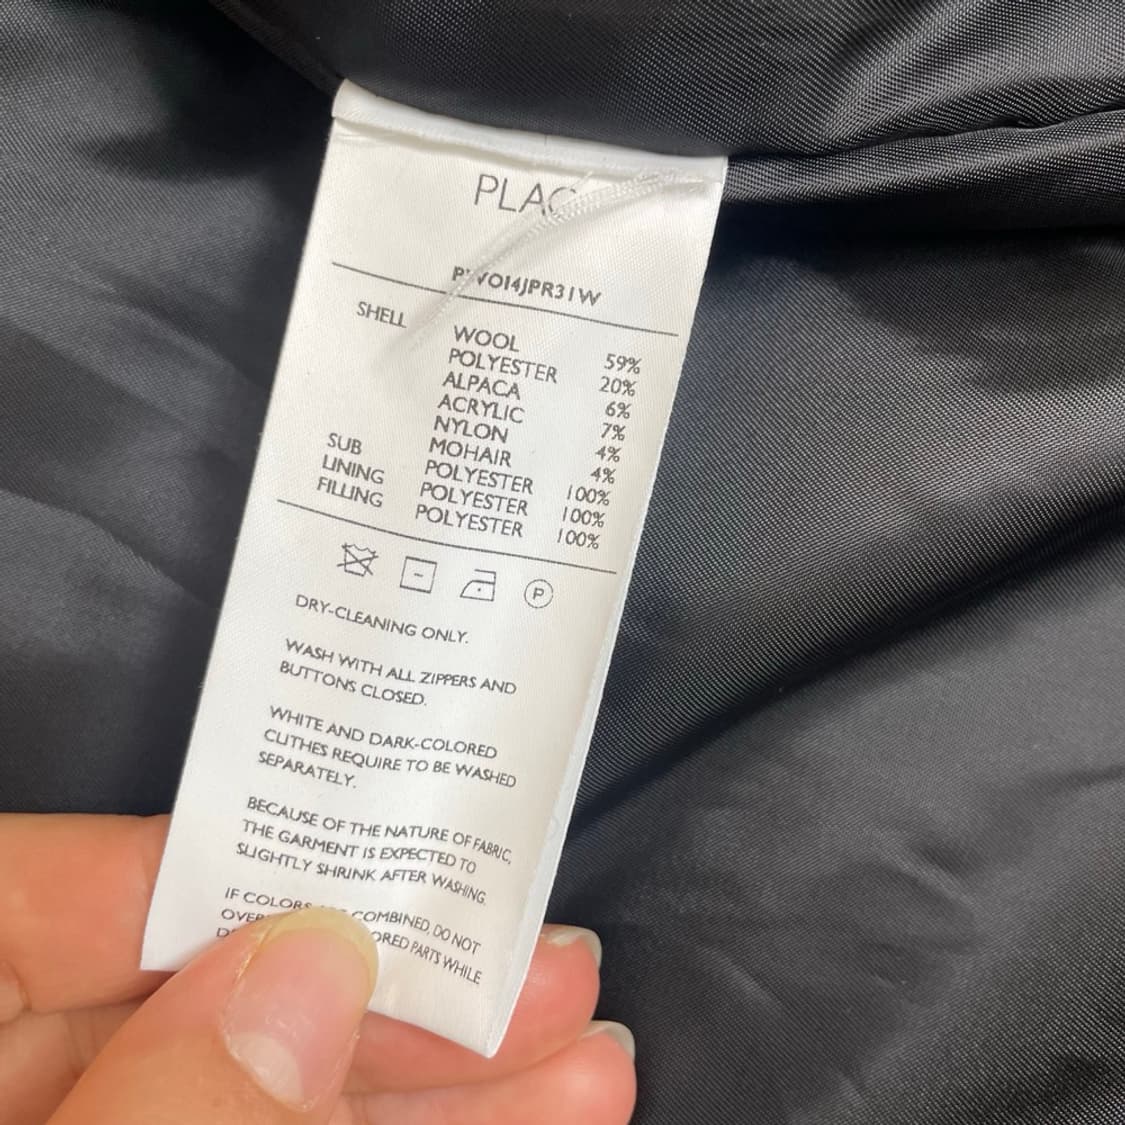 PLAC
SHELL WOOL 59%
POLYESTER 20%
ALPACA 6%
ACRYLIC 7%
NYLON 4%
MOHAIR 4%
SUB POLYESTER 100%
LINING POLYESTER 100%
FILLING POLYESTER 100%
P
DRY-CLEANING ONLY.
WASH WITH ALL ZIPPERS AND
BUTTONS CLOSED.
WHITE AND DARK-COLORED
CLITHES REQUIRE TO BE WASHED
SEPARATELY.
BECAUSE OF THE NATURE OF FABRIC,
THE GARMENT IS EXPECTED TO
SLIGHTLY SHRINK AFTER WASHING.
IF COLORS COMBINED, DO NOT
PARTS WHILE